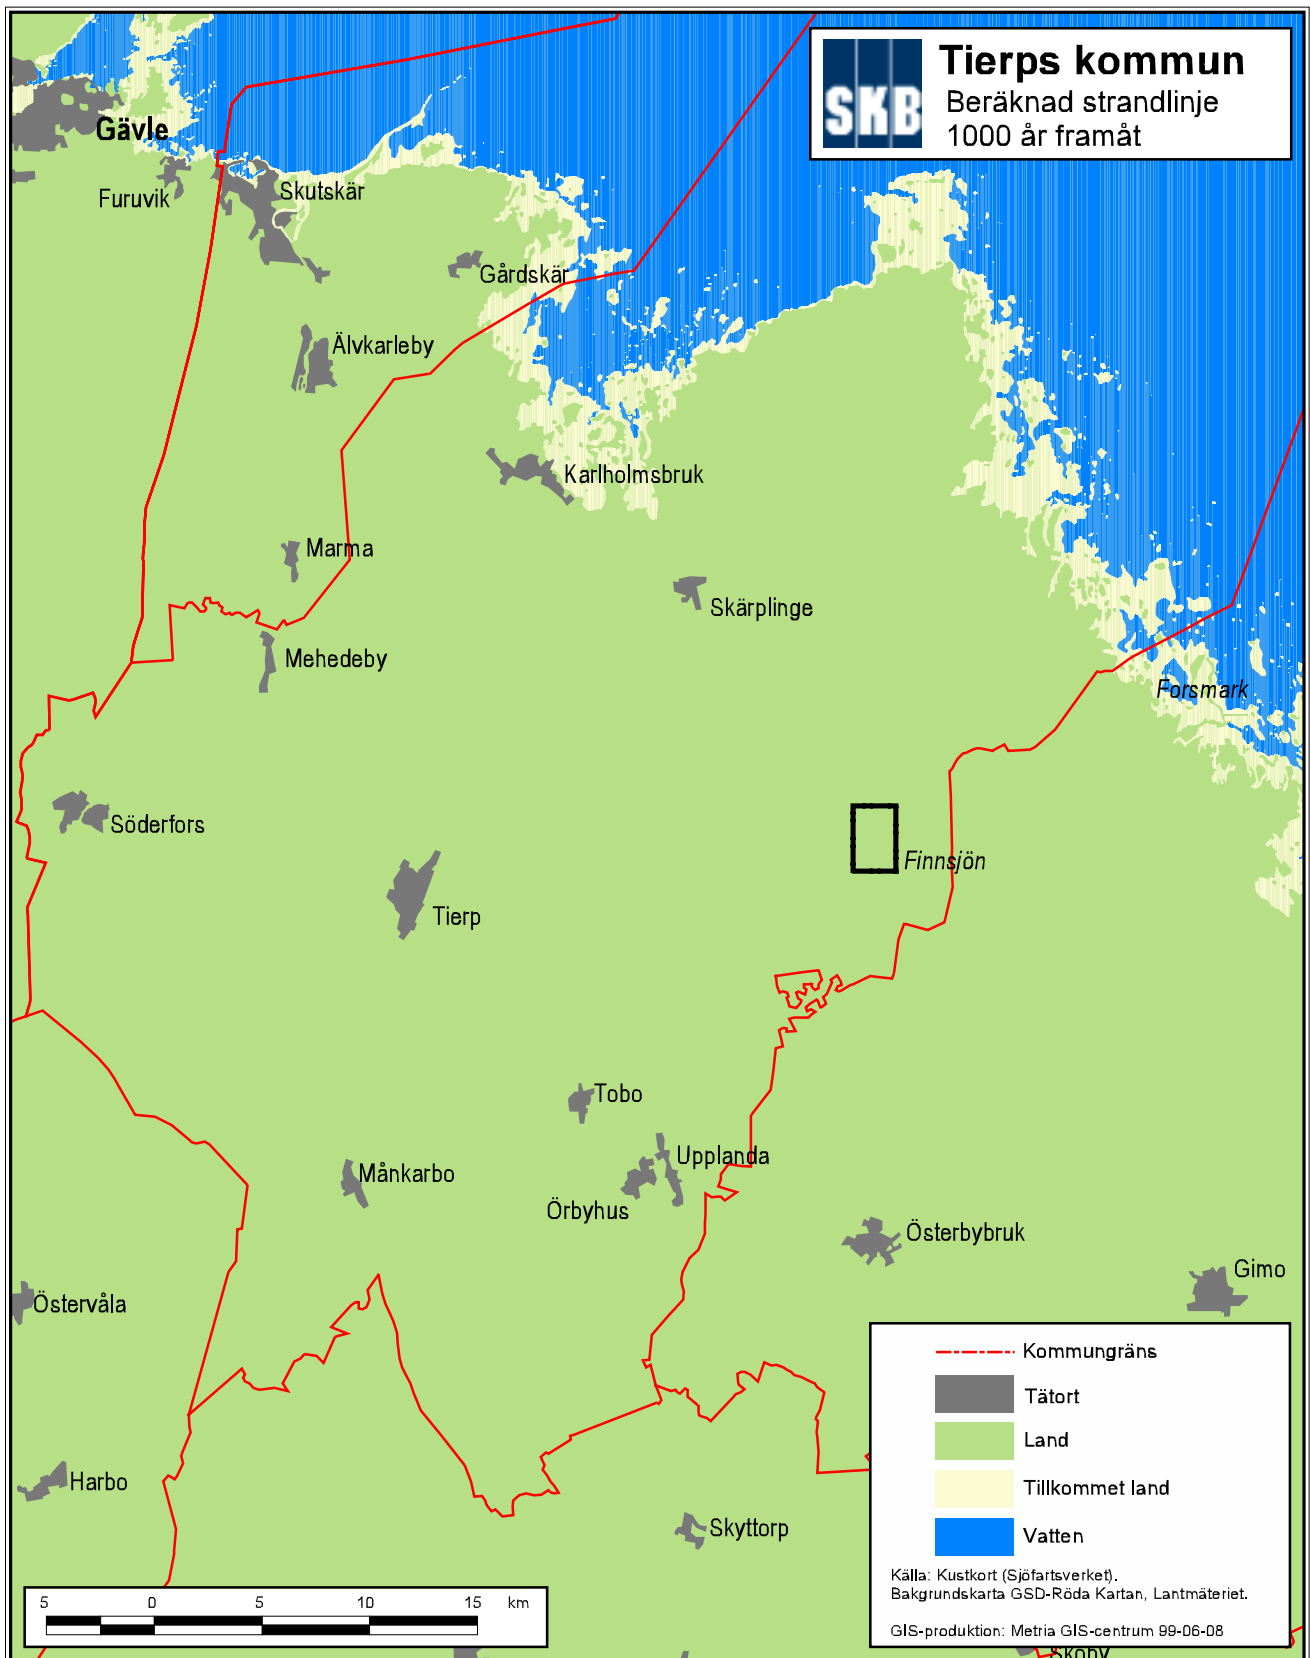 SKB
Tierps kommun
Beräknad strandlinje
1000 år framåt
Gävle
Furuvik
Skutskär
Gårdskär
Älvkarleby
Karlholmsbruk
Marma
Skärplinge
Mehedeby
Forsmark
Söderfors
Finnsjön
Tierp
Tobo
Upplanda
Månkarbo
Örbyhus
Österbybruk
Gimo
Östervåla
Harbo
Skyttorp
Kommungräns
Tätort
Land
Tillkommet land
Vatten
Källa: Kustkort (Sjöfartsverket).
Bakgrundskarta GSD-Röda Kartan, Lantmäteriet.
GIS-produktion: Metria GIS-centrum 99-06-08
5 0 5 10 15 km
Skoby